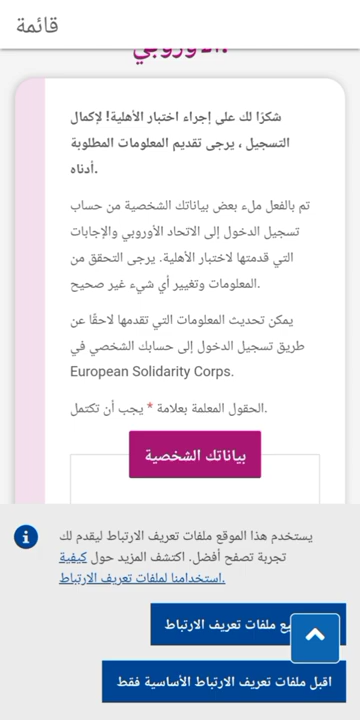 قائمة
الأوروبي.
شكرًا لك على إجراء اختبار الأهلية! لإكمال
التسجيل ، يرجى تقديم المعلومات المطلوبة
أدناه.
تم بالفعل ملء بعض بياناتك الشخصية من حساب
تسجيل الدخول إلى الاتحاد الأوروبي والإجابات
التي قدمتها لاختبار الأهلية. يرجى التحقق من
المعلومات وتغيير أي شيء غير صحيح.
يمكن تحديث المعلومات التي تقدمها لاحقًا عن
طريق تسجيل الدخول إلى حسابك الشخصي في
European Solidarity Corps.
الحقول المعلمة بعلامة * يجب أن تكتمل.
بياناتك الشخصية
يستخدم هذا الموقع ملفات تعريف الارتباط ليقدم لك
تجربة تصفح أفضل. اكتشف المزيد حول كيفية
استخدامنا لملفات تعريف الارتباط.
ملفات تعريف الارتباط
اقبل ملفات تعريف الارتباط الأساسية فقط